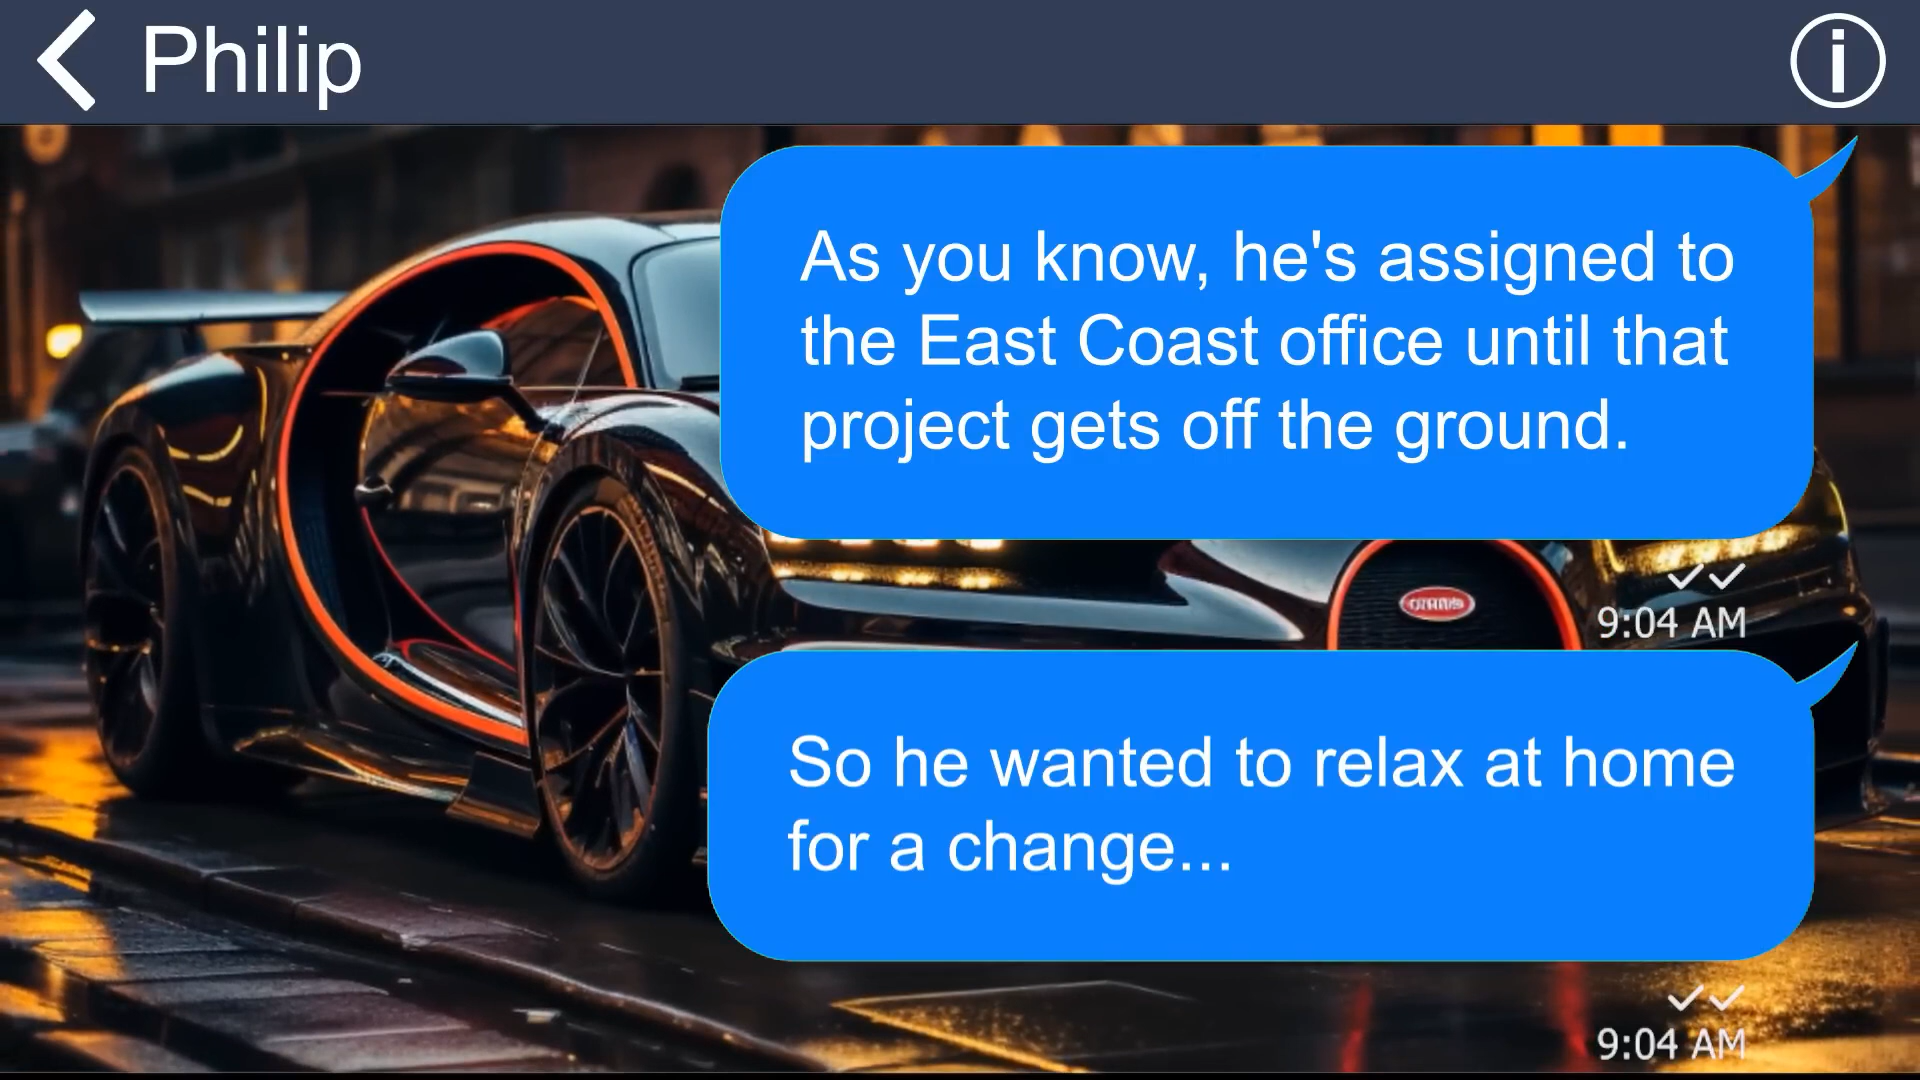 Philip
As you know, he's assigned to
the East Coast office until that
project gets off the ground.
9:04 AM
So he wanted to relax at home
for a change...
9:04 AM